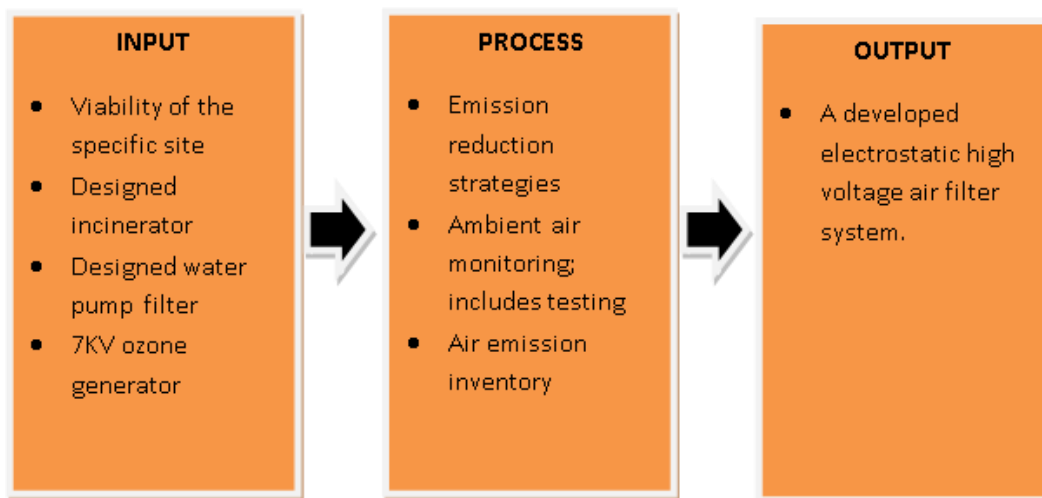 INPUT
• Viability of the
specific site
• Designed
incinerator
• Designed water
pump filter
• 7KV ozone
generator
PROCESS
• Emission
reduction
strategies
• Ambient air
monitoring;
includes testing
• Air emission
inventory
OUTPUT
• A developed
electrostatic high
voltage air filter
system.